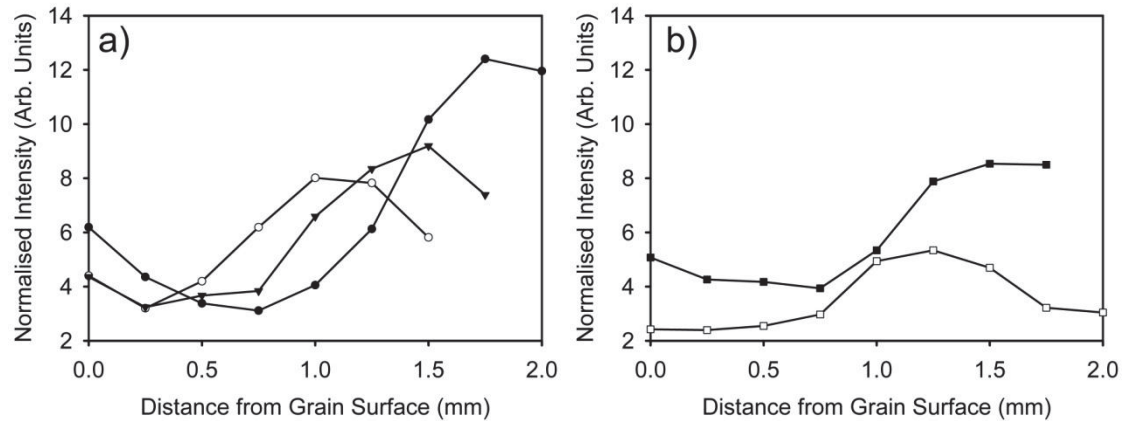 a)
Normalised Intensity (Arb. Units)
14
12
10
8
6
4
2
0.0 0.5 1.0 1.5 2.0
Distance from Grain Surface (mm)
b)
Normalised Intensity (Arb. Units)
14
12
10
8
6
4
2
0.0 0.5 1.0 1.5 2.0
Distance from Grain Surface (mm)